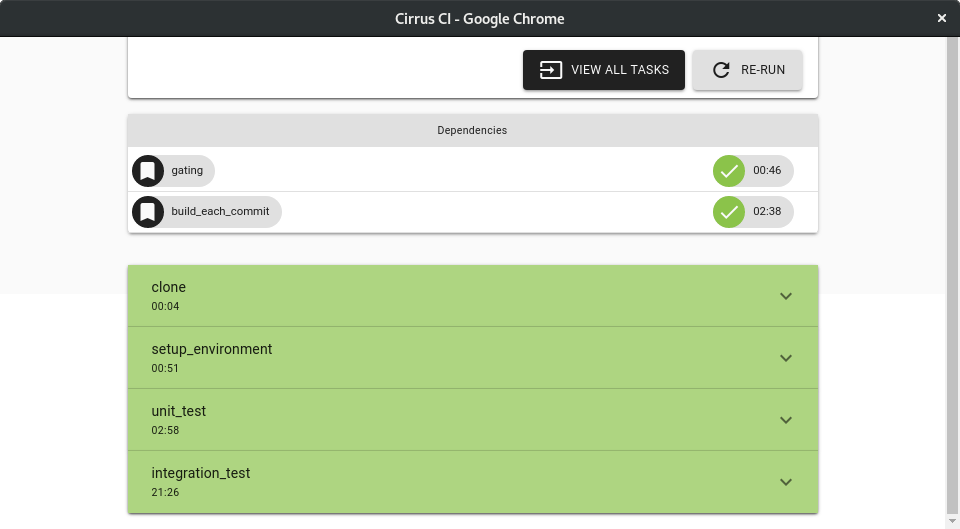 Cirrus CI - Google Chrome
VIEW ALL TASKS
RE-RUN
Dependencies
gating
00:46
build_each_commit
02:38
clone
00:04
setup_environment
00:51
unit_test
02:58
integration_test
21:26